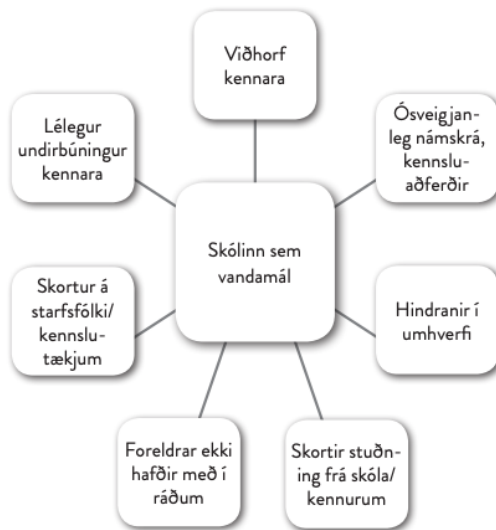 Viðhorf
kennara
Lélegur
undirbúningur
kennara
Ósveigjan-
leg námskrá,
kennslu-
aðferðir
Skólinn sem
vandamál
Skortur á
starfsfólki/
kennslu-
tækjum
Hindranir í
umhverfi
Foreldrar ekki
hafðir með í
ráðum
Skortir stuðn-
ing frá skóla/
kennurum